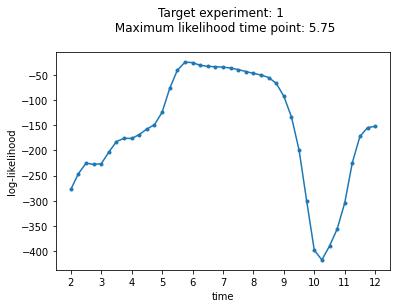 Target experiment: 1
Maximum likelihood time point: 5.75
log-likelihood
−50
−100
−150
−200
−250
−300
−350
−400
2 3 4 5 6 7 8 9 10 11 12
time